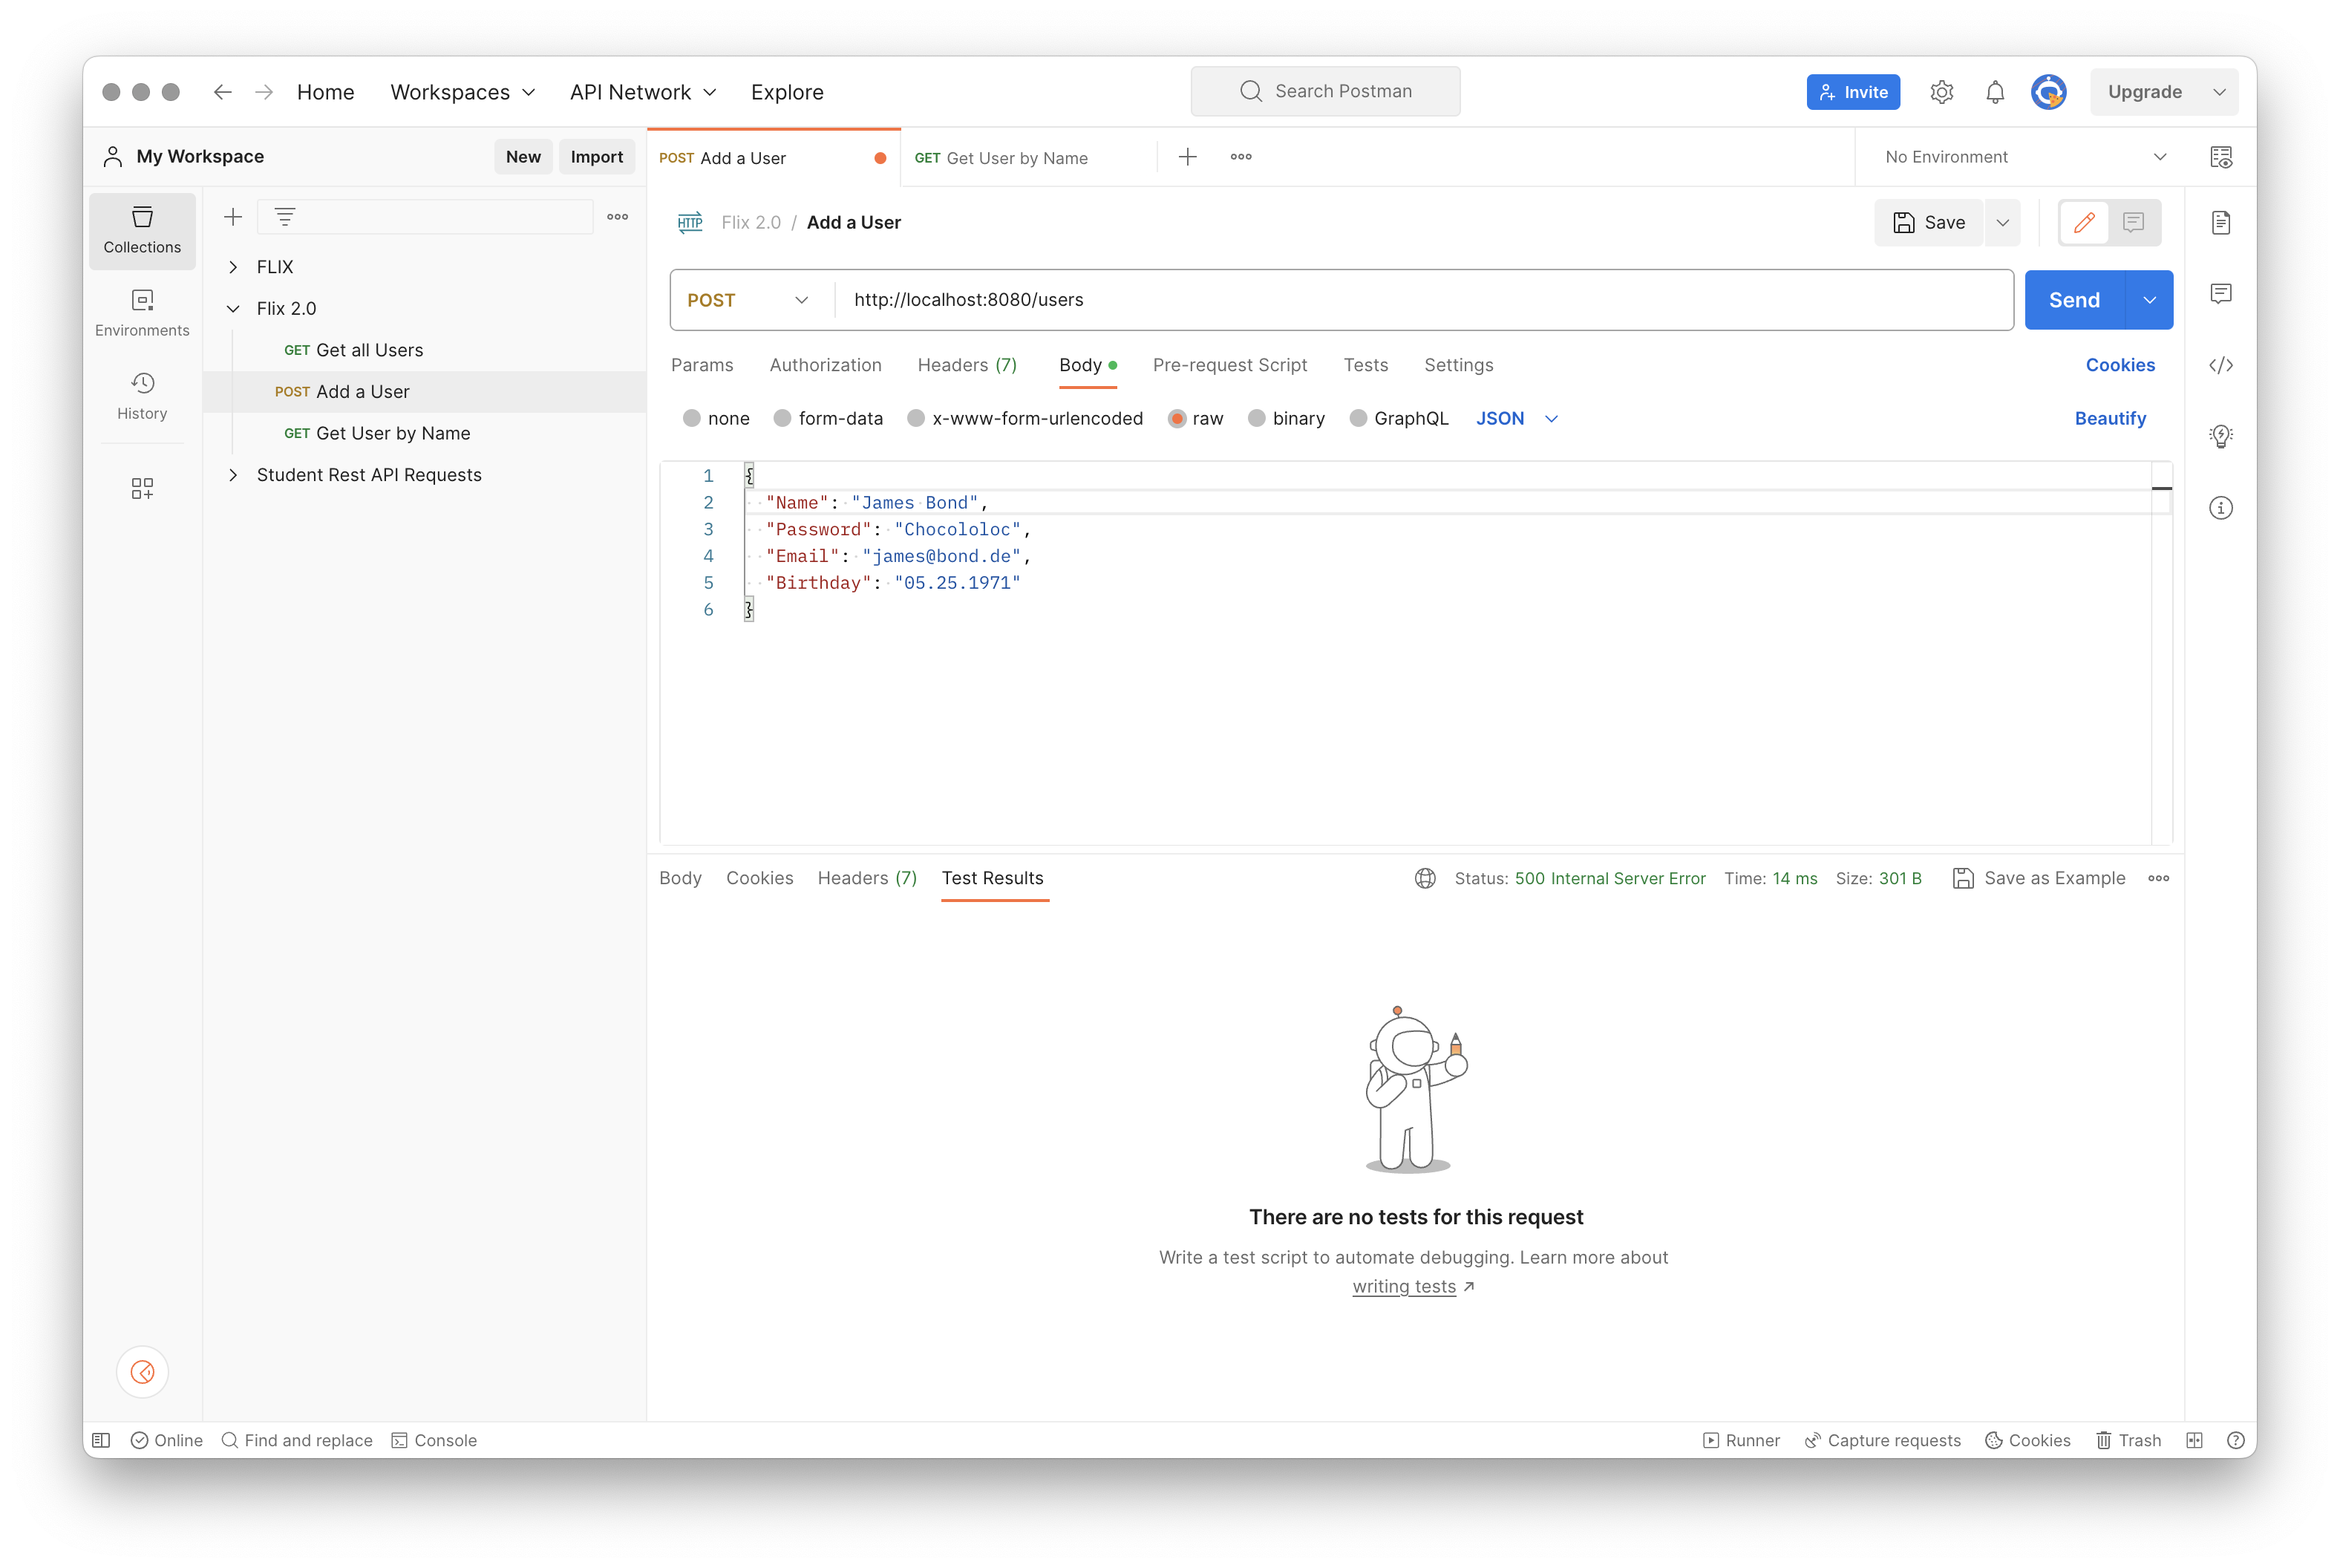 Home Workspaces API Network Explore Search Postman Invite Upgrade
My Workspace New Import POST Add a User GET Get User by Name No Environment
Collections
Environments
History
FLIX
Flix 2.0
GET Get all Users
POST Add a User
GET Get User by Name
Student Rest API Requests
HTTP Flix 2.0 / Add a User Save
POST http://localhost:8080/users Send
Params Authorization Headers (7) Body Pre-request Script Tests Settings Cookies
none form-data x-www-form-urlencoded raw binary GraphQL JSON Beautify
1 {
2 "Name": "James Bond",
3 "Password": "Chocololoc",
4 "Email": "james@bond.de",
5 "Birthday": "05.25.1971"
6 }
Body Cookies Headers (7) Test Results Status: 500 Internal Server Error Time: 14 ms Size: 301 B Save as Example
There are no tests for this request
Write a test script to automate debugging. Learn more about
writing tests
Online Find and replace Console Runner Capture requests Cookies Trash